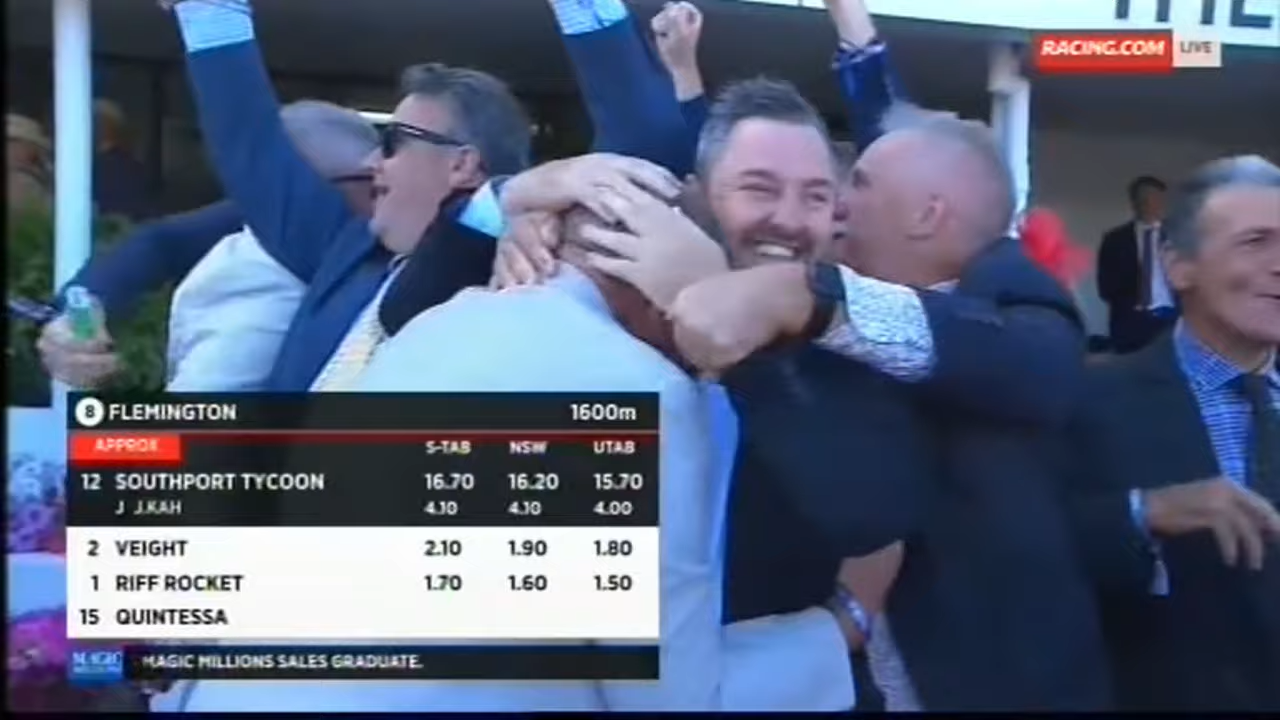 THE
RACING.COM LIVE
8 FLEMINGTON 1600m
APPROX S-TAB NSW UTAB
12 SOUTHPORT TYCOON 16.70 16.20 15.70
J J.KAH 4.10 4.10 4.00
2 VEIGHT 2.10 1.90 1.80
1 RIFF ROCKET 1.70 1.60 1.50
15 QUINTESSA
MAGIC MILLIONS SALES GRADUATE.